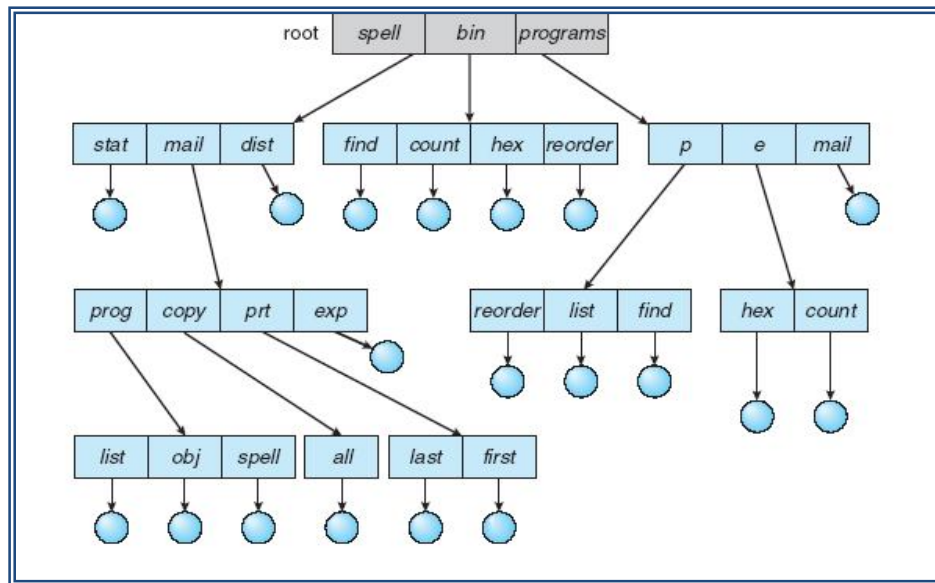 root spell bin programs
stat mail dist find count hex reorder p e mail
prog copy prt exp reorder list find hex count
list obj spell all last first